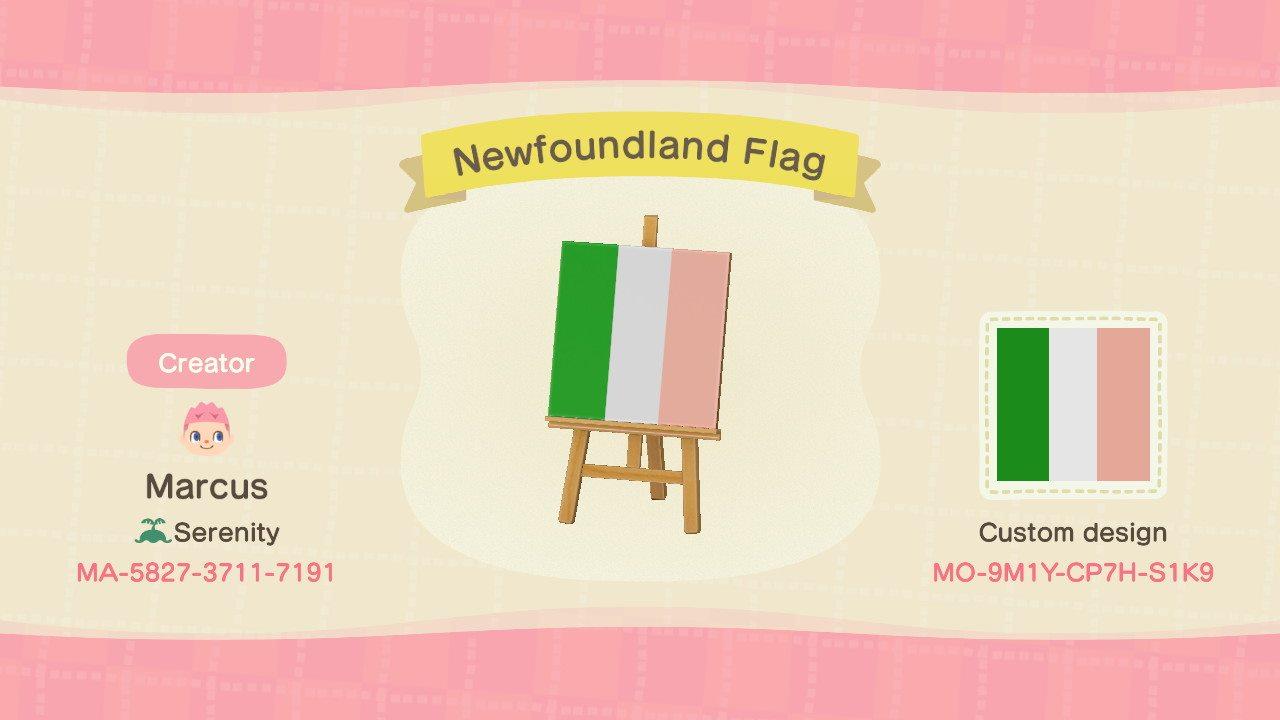 Newfoundland Flag
Creator
Marcus
Serenity
MA-5827-3711-7191
Custom design
MO-9M1Y-CP7H-S1K9